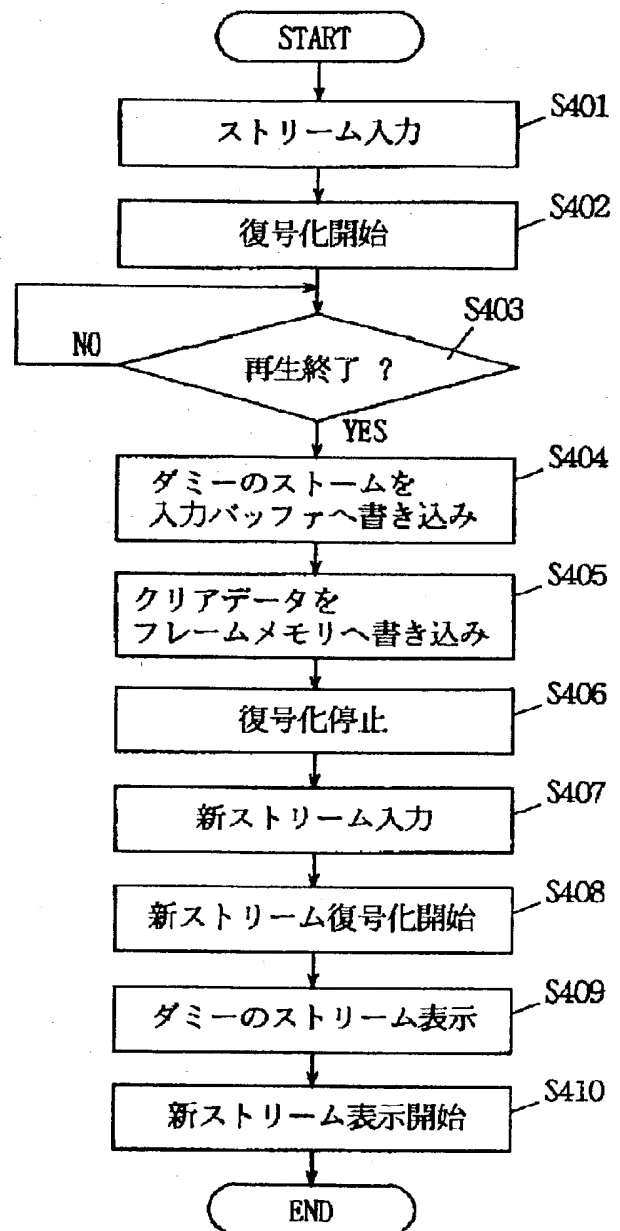 START
ストリーム入力
S401
復号化開始
S402
再生終了 ?
S403
NO
YES
ダミーのストームを
入力バッファへ書き込み
S404
クリアデータを
フレームメモリへ書き込み
S405
復号化停止
S406
新ストリーム入力
S407
新ストリーム復号化開始
S408
ダミーのストリーム表示
S409
新ストリーム表示開始
S410
END